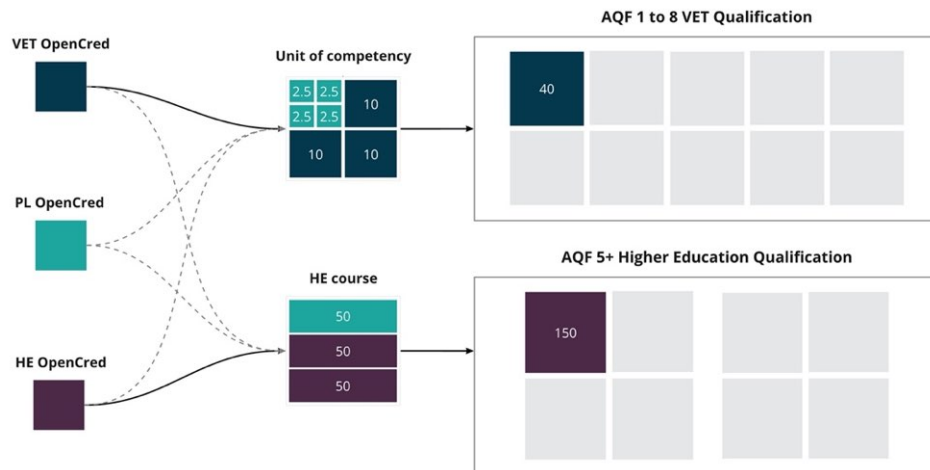 AQF 1 to 8 VET Qualification
VET OpenCred
Unit of competency
2.5 2.5
10
40
2.5 2.5
10 10
PL OpenCred
AQF 5+ Higher Education Qualification
HE course
50
150
50
HE OpenCred
50